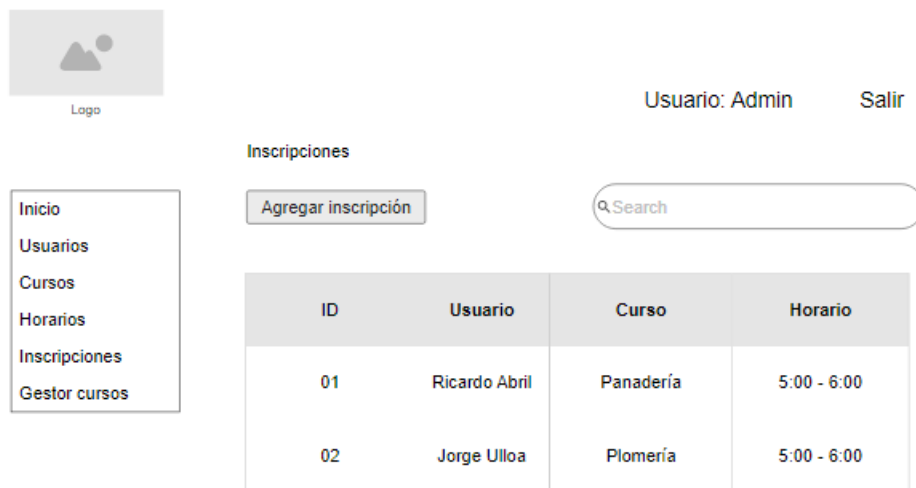 Logo
Usuario: Admin Salir
Inscripciones
Agregar inscripción Search
Inicio
Usuarios
Cursos
Horarios
Inscripciones
Gestor cursos
ID Usuario Curso Horario
01 Ricardo Abril Panadería 5:00 - 6:00
02 Jorge Ulloa Plomería 5:00 - 6:00